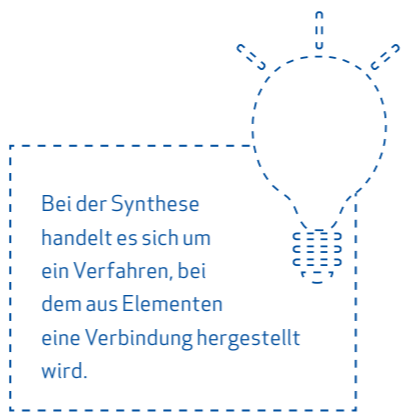 Bei der Synthese
handelt es sich um
ein Verfahren, bei
dem aus Elementen
eine Verbindung hergestellt
wird.